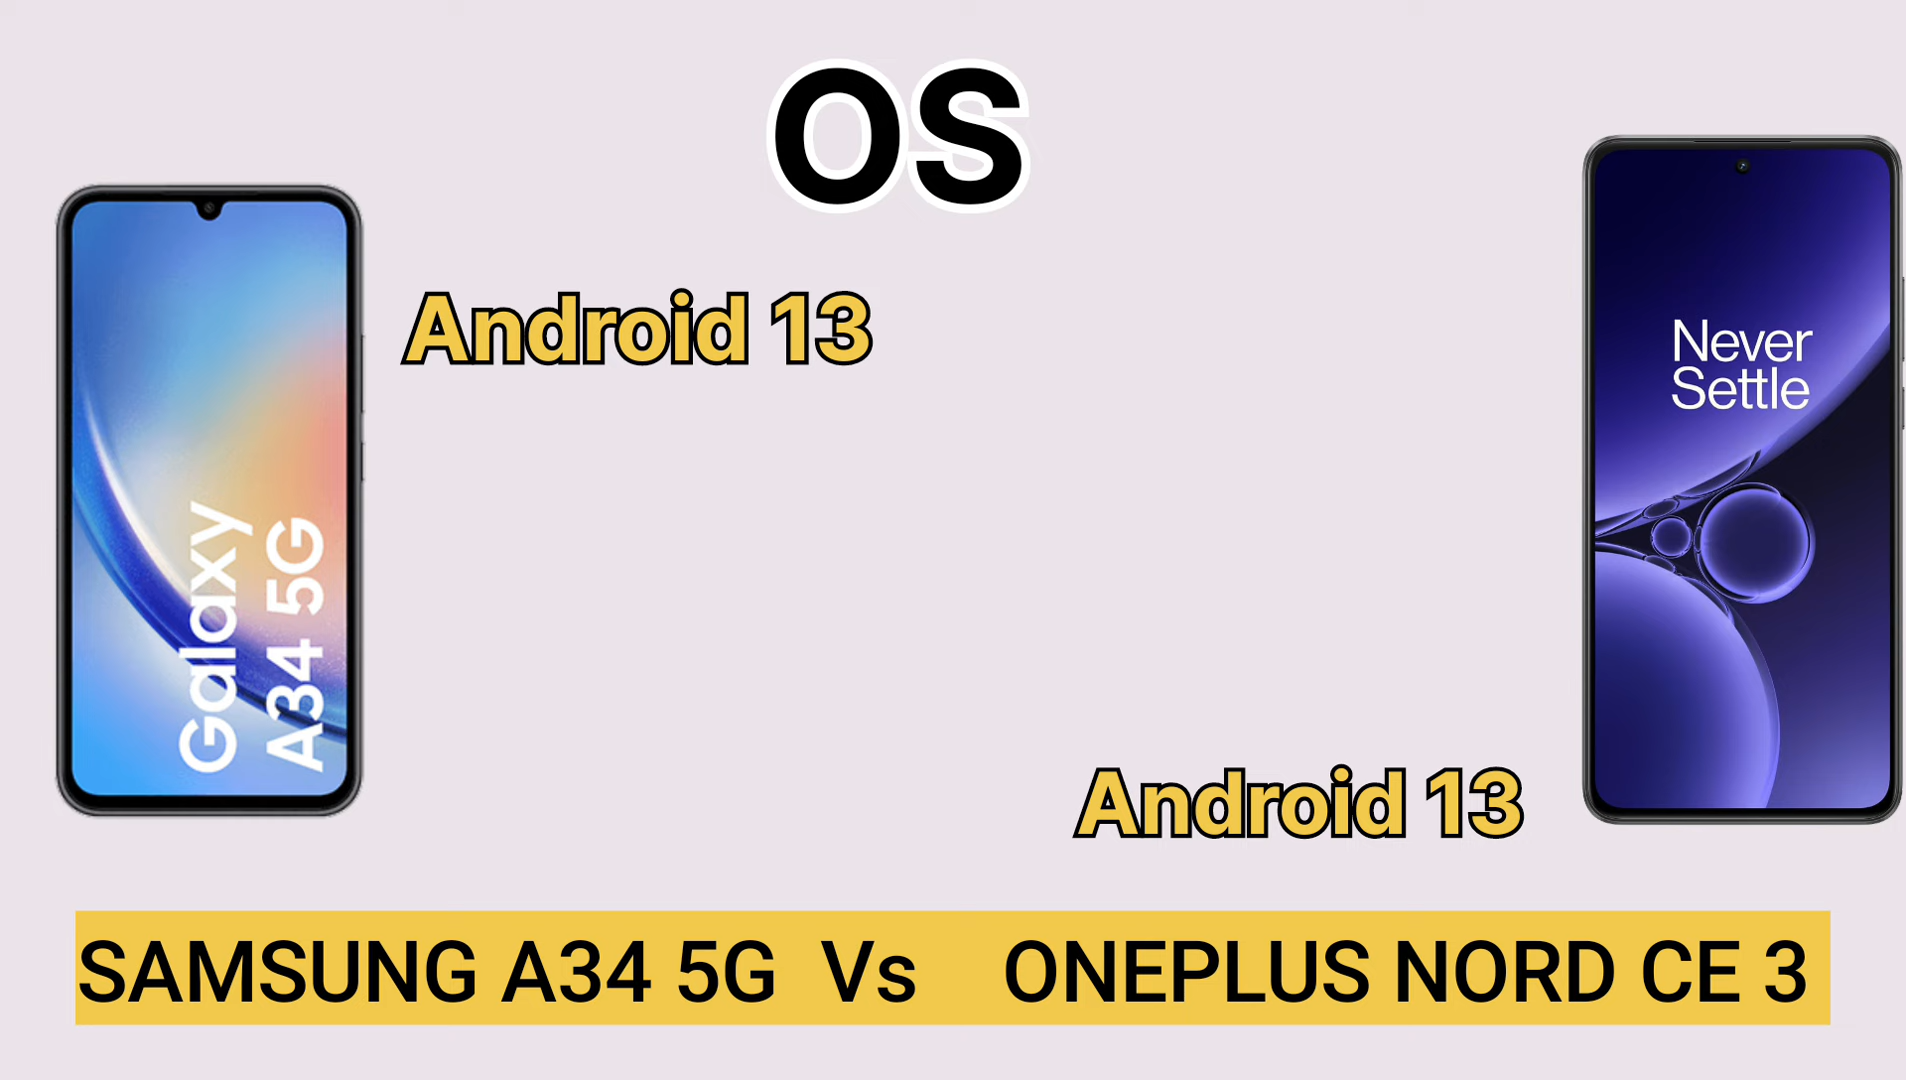 OS
Android 13
Never
Settle
Galaxy
A34 5G
Android 13
SAMSUNG A34 5G Vs ONEPLUS NORD CE 3